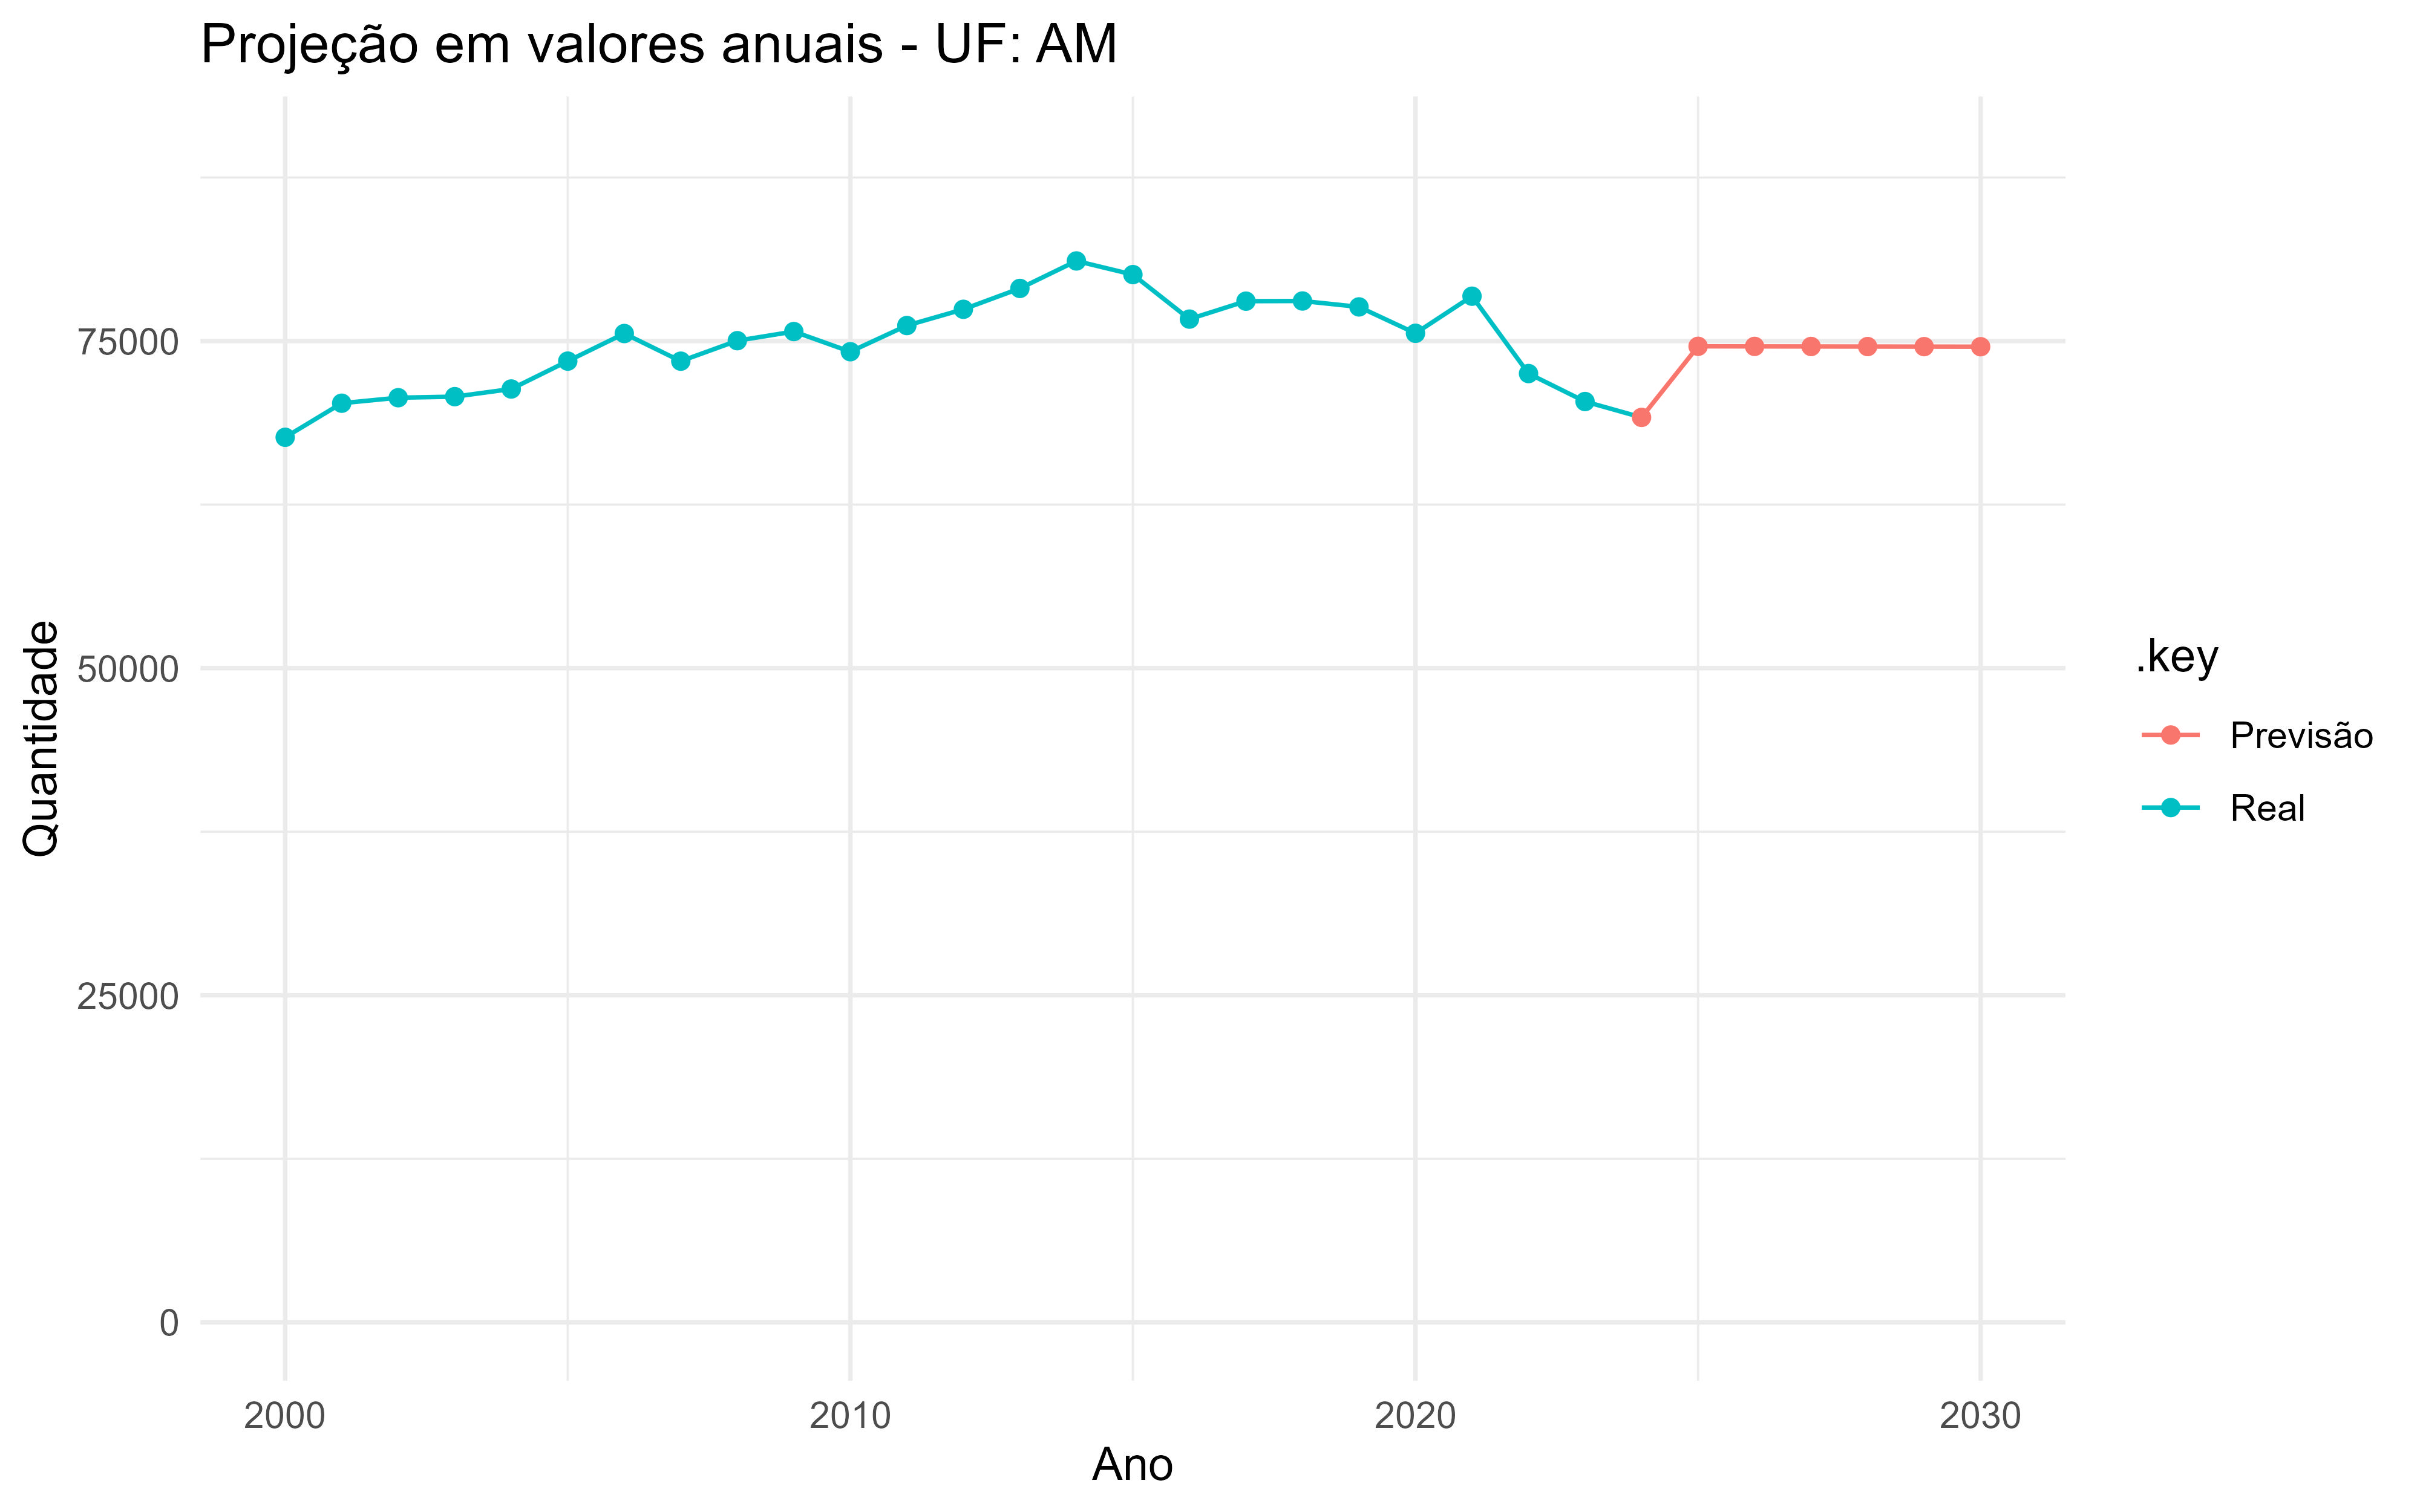 Projeção em valores anuais - UF: AM
Quantidade
75000
50000
25000
0
2000
2010
2020
2030
Ano
.key
Previsão
Real